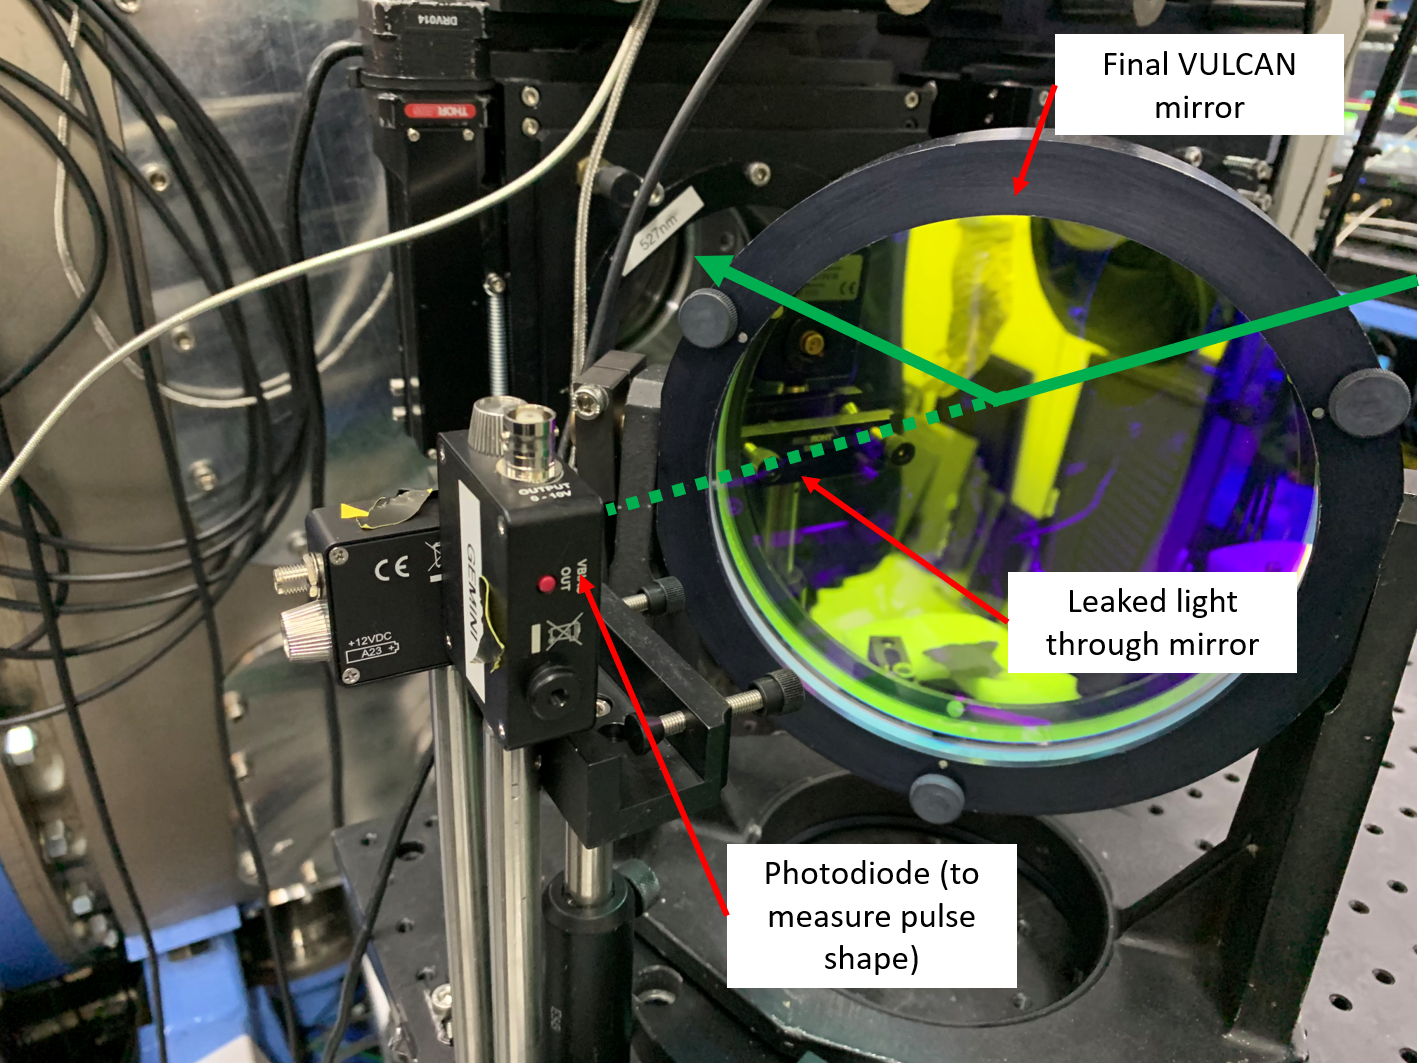 DRV014
THOR
Final VULCAN
mirror
527nm
OUTPUT
0 - 10V
GEMINI
OUT
CE
+12VDC
A23 +
CE
Leaked light
through mirror
Photodiode (to
measure pulse
shape)